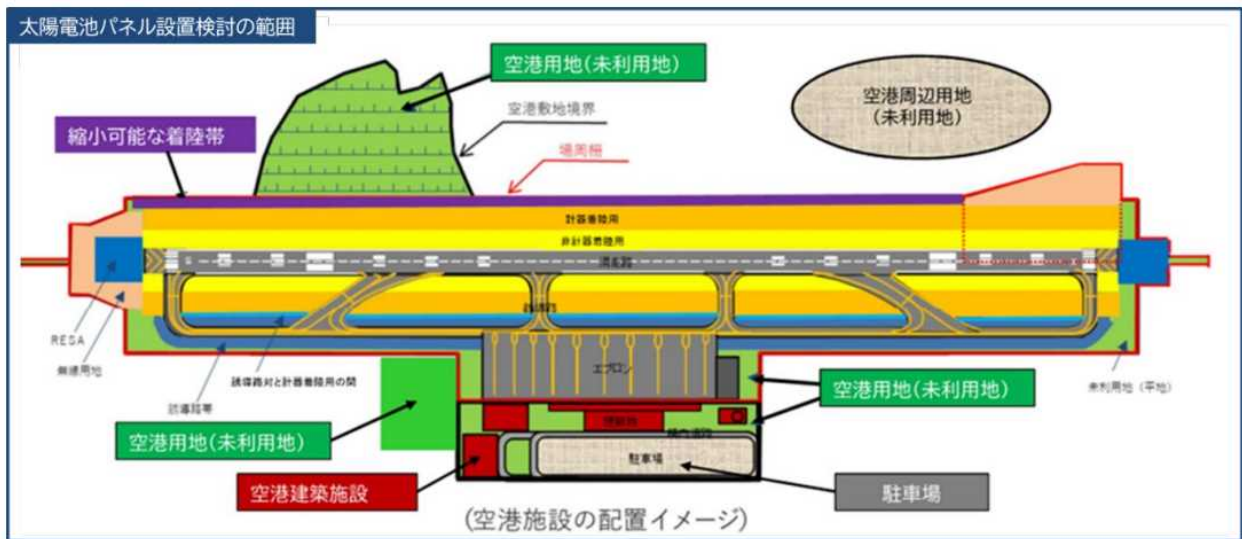 太陽電池パネル設置検討の範囲
空港用地(未利用地)
空港周辺用地
(未利用地)
空港敷地境界
縮小可能な着陸帯
場周柵
計器着陸用
非計器着陸用
滑走路
誘導路
RESA
無線用地
エプロン
誘導路対と計器着陸用の間
未利用地(平地)
誘導路帯
空港用地(未利用地)
空港用地(未利用地)
構内道路
駐車場
空港建築施設
駐車場
(空港施設の配置イメージ)